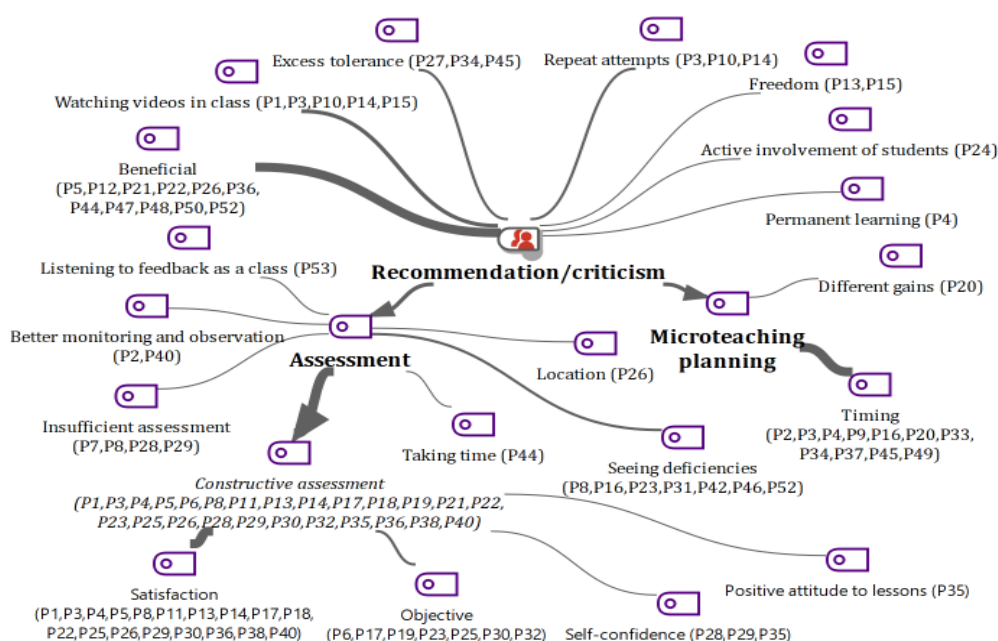 Excess tolerance (P27,P34,P45)
Repeat attempts (P3,P10,P14)
Freedom (P13,P15)
Watching videos in class (P1,P3,P10,P14,P15)
Active involvement of students (P24)
Beneficial
(P5,P12,P21,P22,P26,P36,
P44,P47,P48,P50,P52)
Permanent learning (P4)
Listening to feedback as a class (P53)
Recommendation/criticism
Different gains (P20)
Better monitoring and observation
(P2,P40)
Assessment
Microteaching
planning
Location (P26)
Insufficient assessment
(P7,P8,P28,P29)
Taking time (P44)
Timing
(P2,P3,P4,P9,P16,P20,P33,
P34,P37,P45,P49)
Seeing deficiencies
(P8,P16,P23,P31,P42,P46,P52)
Constructive assessment
(P1,P3,P4,P5,P6,P8,P11,P13,P14,P17,P18,P19,P21,P22,
P23,P25,P26,P28,P29,P30,P32,P35,P36,P38,P40)
Satisfaction
(P1,P3,P4,P5,P8,P11,P13,P14,P17,P18,
P22,P25,P26,P29,P30,P36,P38,P40)
Objective
(P6,P17,P19,P23,P25,P30,P32)
Self-confidence (P28,P29,P35)
Positive attitude to lessons (P35)